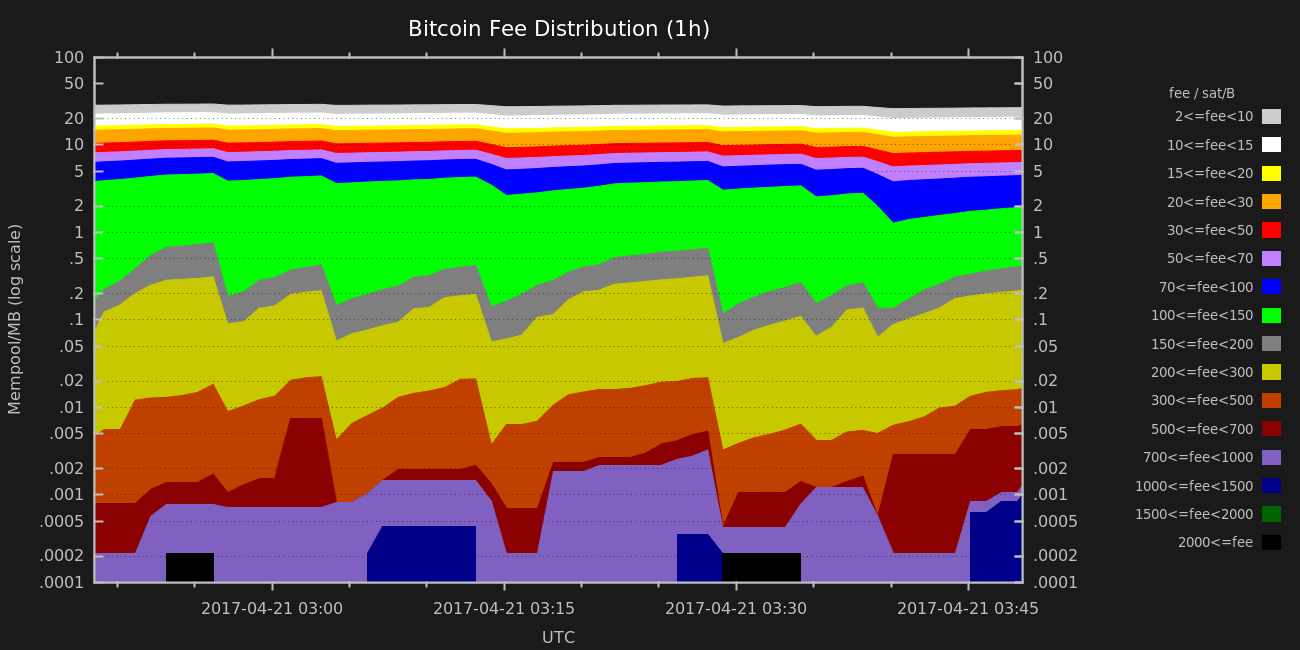 Bitcoin Fee Distribution (1h)
100
50
20
10
5
2
1
.5
.2
.1
.05
.02
.01
.005
.002
.001
.0005
.0002
.0001
Mempool/MB (log scale)
100
50
20
10
5
2
1
.5
.2
.1
.05
.02
.01
.005
.002
.001
.0005
.0002
.0001
2017-04-21 03:00
2017-04-21 03:15
2017-04-21 03:30
2017-04-21 03:45
UTC
fee / sat/B
2<=fee<10
10<=fee<15
15<=fee<20
20<=fee<30
30<=fee<50
50<=fee<70
70<=fee<100
100<=fee<150
150<=fee<200
200<=fee<300
300<=fee<500
500<=fee<700
700<=fee<1000
1000<=fee<1500
1500<=fee<2000
2000<=fee